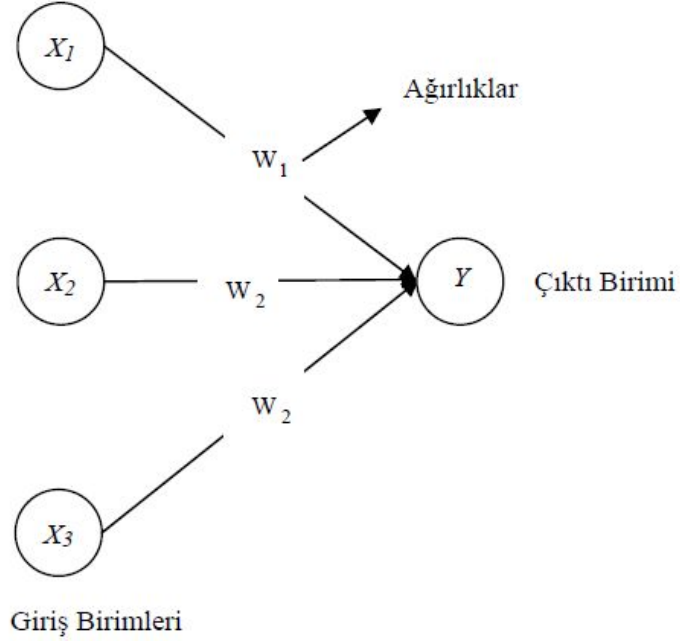 X1
Ağırlıklar
W1
X2
W2
Y
Çıktı Birimi
W2
X3
Giriş Birimleri